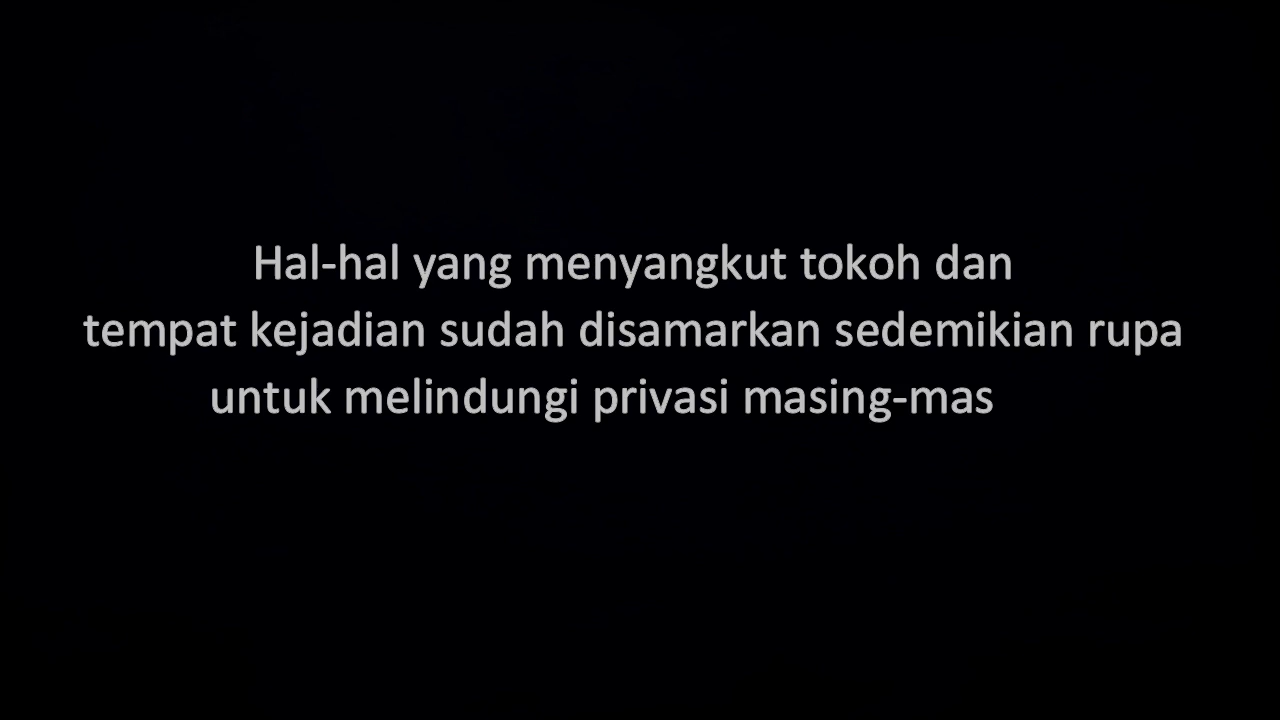 Hal-hal yang menyangkut tokoh dan
tempat kejadian sudah disamarkan sedemikian rupa
untuk melindungi privasi masing-mas